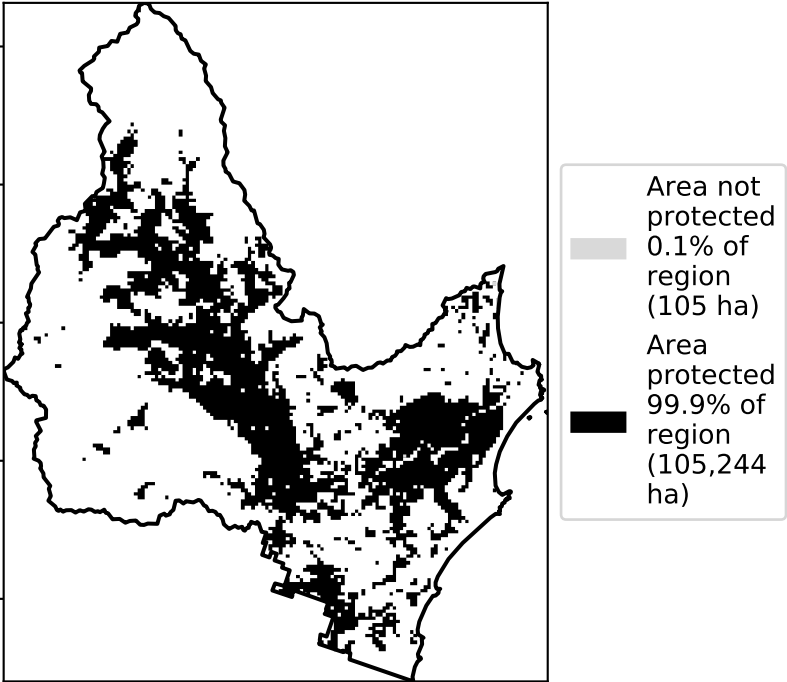 Area not
protected
0.1% of
region
(105 ha)
Area
protected
99.9% of
region
(105,244
ha)